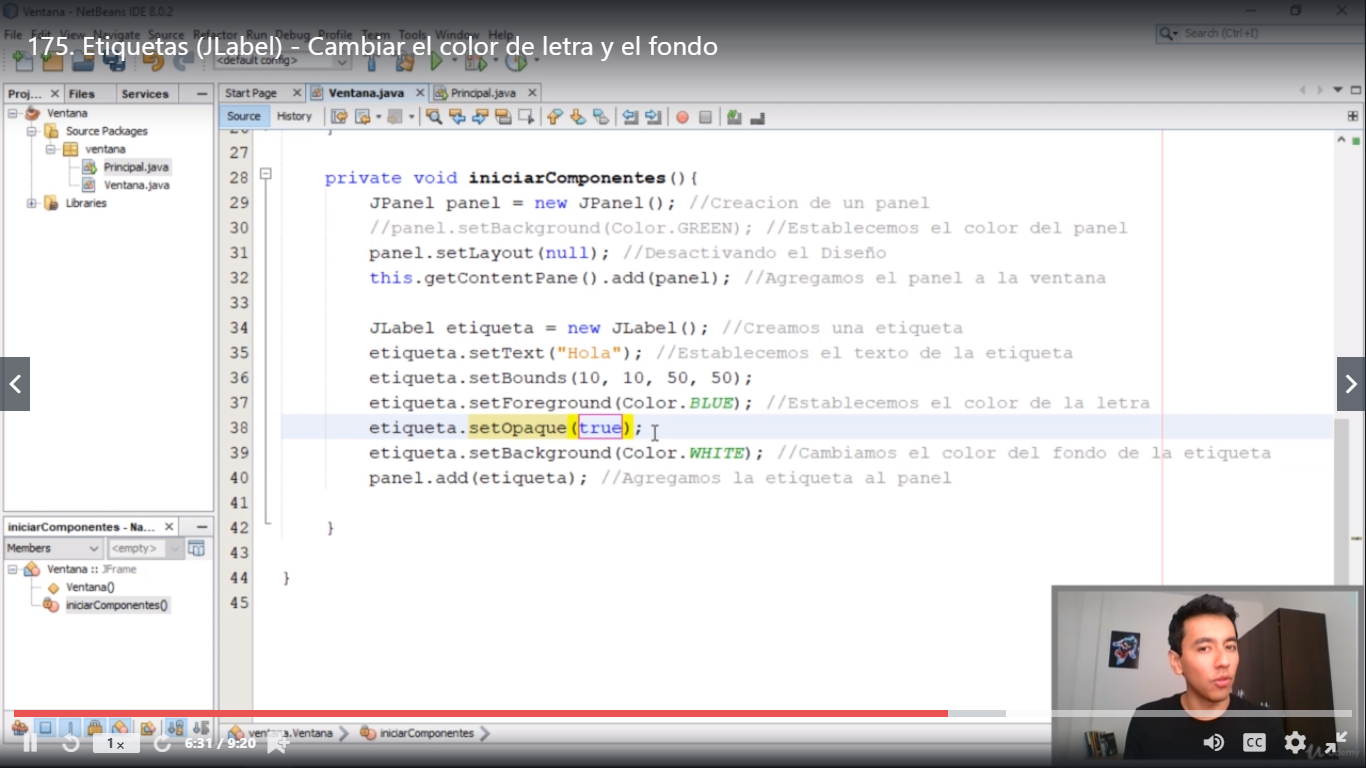 Ventana - NetBeans IDE 8.0.2
File Edit View Navigate Source Refactor Run Debug Profile Team Tools Window Help
Search (Ctrl+I)
175. Etiquetas (JLabel) - Cambiar el color de letra y el fondo
<default config>
Proj... Files Services
Start Page Ventana.java Principal.java
Source History
Ventana
Source Packages
ventana
Principal.java
Ventana.java
Libraries
26 }
27
28 private void iniciarComponentes(){
29 JPanel panel = new JPanel(); //Creacion de un panel
30 //panel.setBackground(Color.GREEN); //Establecemos el color del panel
31 panel.setLayout(null); //Desactivando el Diseño
32 this.getContentPane().add(panel); //Agregamos el panel a la ventana
33
34 JLabel etiqueta = new JLabel(); //Creamos una etiqueta
35 etiqueta.setText("Hola"); //Establecemos el texto de la etiqueta
36 etiqueta.setBounds(10, 10, 50, 50);
37 etiqueta.setForeground(Color.BLUE); //Establecemos el color de la letra
38 etiqueta.setOpaque(true);
39 etiqueta.setBackground(Color.WHITE); //Cambiamos el color del fondo de la etiqueta
40 panel.add(etiqueta); //Agregamos la etiqueta al panel
41
42 }
43
44 }
45
iniciarComponentes - Na...
Members <empty>
Ventana :: JFrame
Ventana()
iniciarComponentes()
ventana.Ventana iniciarComponentes
1x 6:31 / 9:20
CC